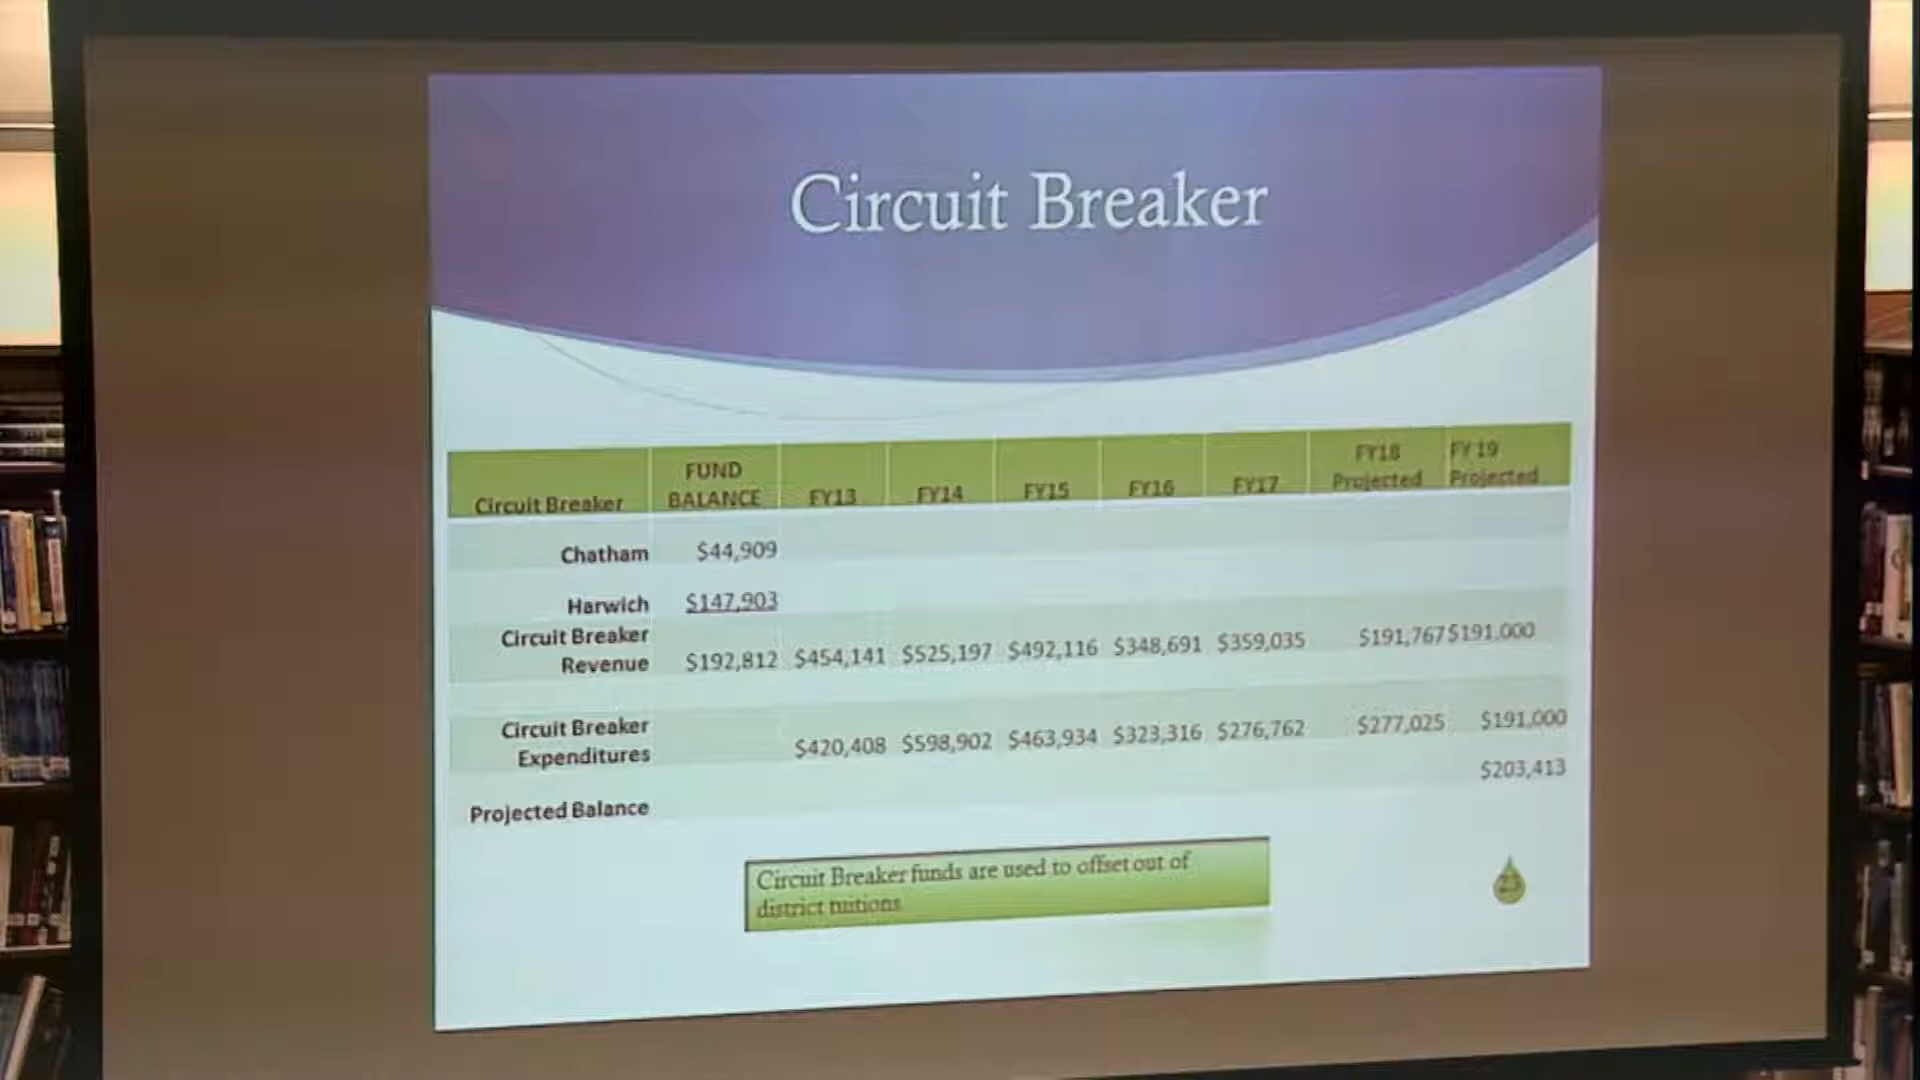 Circuit Breaker
Circuit Breaker FUND BALANCE FY13 FY14 FY15 FY16 FY17 FY18 Projected FY 19 Projected
Chatham $44,909
Harwich $147,903
Circuit Breaker Revenue $192,812 $454,141 $525,197 $492,116 $348,691 $359,035 $191,767 $191,000
Circuit Breaker Expenditures $420,408 $598,902 $463,934 $323,316 $276,762 $277,025 $191,000
Projected Balance $203,413
Circuit Breaker funds are used to offset out of
district tuitions
23